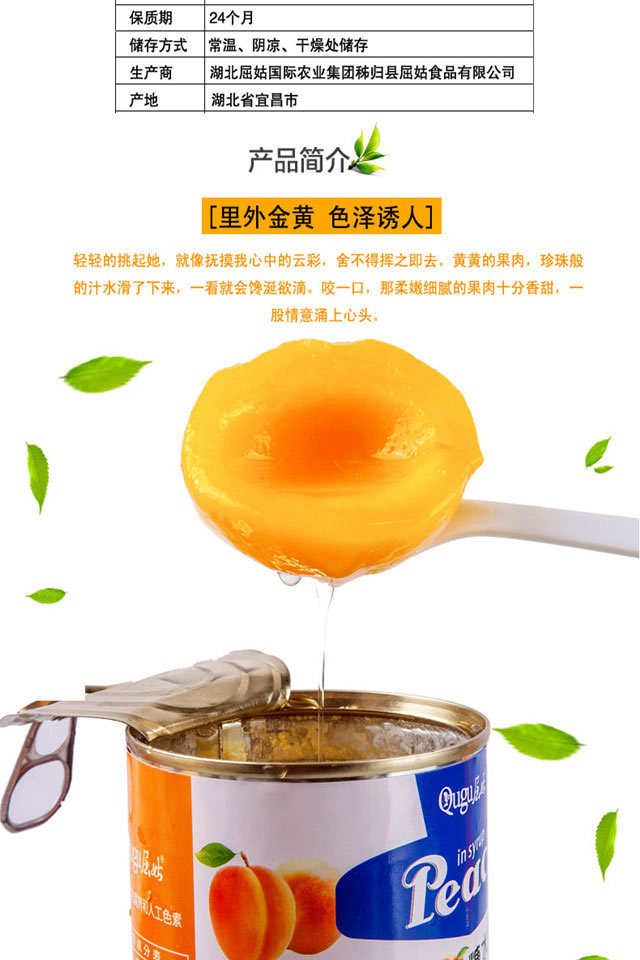 保质期 24个月
储存方式 常温、阴凉、干燥处储存
生产商 湖北屈姑国际农业集团秭归县屈姑食品有限公司
产地 湖北省宜昌市
产品简介
[里外金黄 色泽诱人]
轻轻的挑起她，就像抚摸我心中的云彩，舍不得挥之即去。黄黄的果肉，珍珠般
的汁水滑了下来，一看就会馋涎欲滴。咬一口，那柔嫩细腻的果肉十分香甜，一
股情意涌上心头。
Qugu屈姑
in syrup
Peac
屈姑
和人工色素